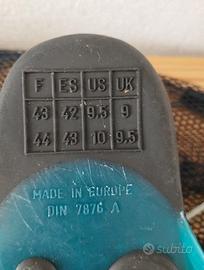 F ES US UK
43 42 9.5 9
44 43 10 9.5
MADE IN EUROPE
DIN 7876 A
subito